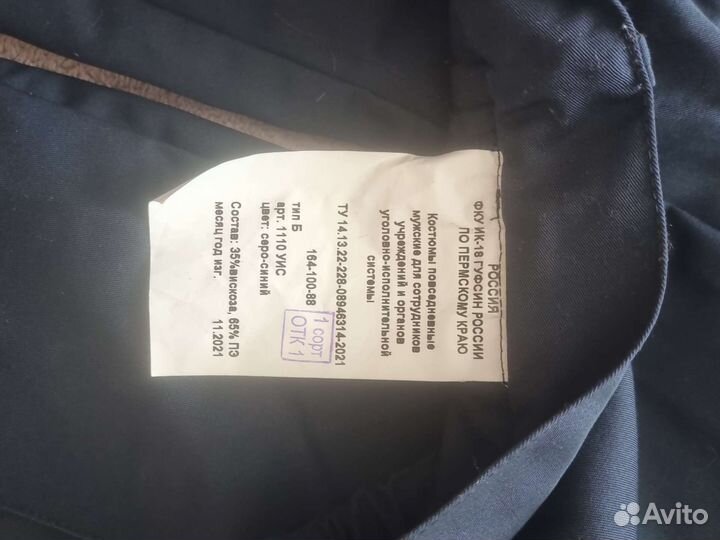 РОССИЯ
ФКУ ИК-18 ГУФСИН РОССИИ
ПО ПЕРМСКОМУ КРАЮ
Костюмы повседневные
мужские для сотрудников
учреждений и органов
уголовно-исполнительной
системы
ТУ 14.13.22-228-08946314-2021
164-100-88
тип Б
арт. 1110 УИС
цвет: серо-синий
1 сорт
ОТК 1
Состав: 35%вискоза, 65% ПЭ
месяц год изг. 11.2021
Avito